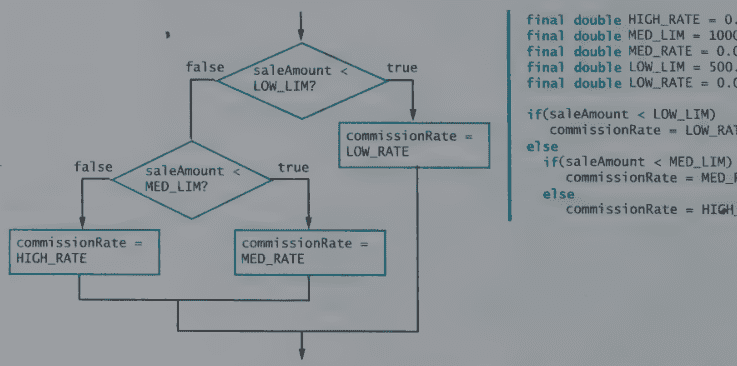 false
saleAmount <
LOW_LIM?
true
commissionRate =
LOW_RATE
false
saleAmount <
MED_LIM?
true
commissionRate =
HIGH_RATE
commissionRate =
MED_RATE
final double HIGH_RATE = 0.
final double MED_LIM = 1000
final double MED_RATE = 0.0
final double LOW_LIM = 500.
final double LOW_RATE = 0.0
if(saleAmount < LOW_LIM)
commissionRate = LOW_RAT
else
if(saleAmount < MED_LIM)
commissionRate = MED_R
else
commissionRate = HIGH_